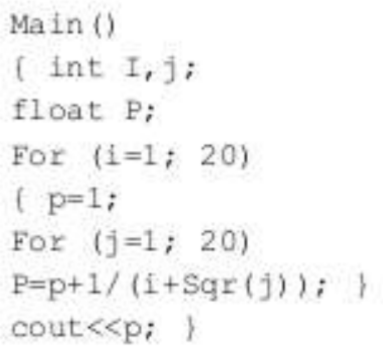 Main()
{ int I,j;
float P;
For (i=1; 20)
{ p=1;
For (j=1; 20)
P=p+1/(i+Sqr(j)); }
cout<<p; }